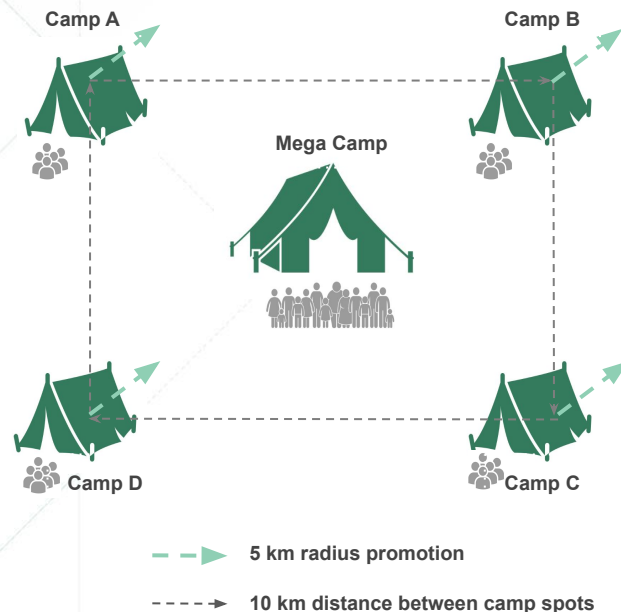 Camp A
Camp B
Mega Camp
Camp D
Camp C
5 km radius promotion
10 km distance between camp spots